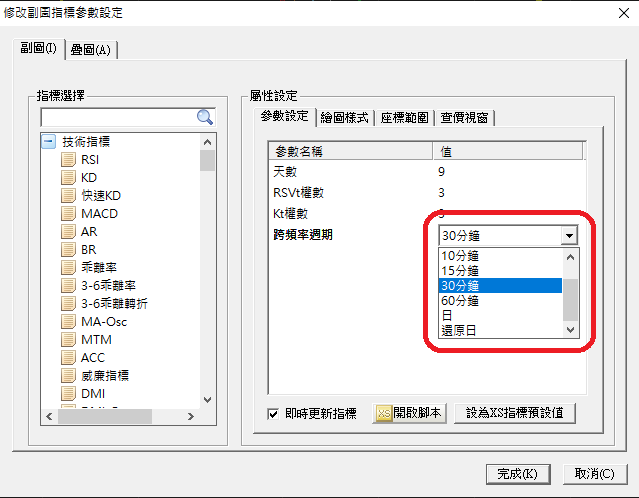 修改副圖指標參數設定
副圖(I)
疊圖(A)
指標選擇
技術指標
RSI
KD
快速KD
MACD
AR
BR
乖離率
3-6乖離率
3-6乖離轉折
MA-Osc
MTM
ACC
威廉指標
DMI
屬性設定
參數設定
繪圖樣式
座標範圍
查價視窗
參數名稱 值
天數 9
RSVt權數 3
Kt權數
跨頻率週期 30分鐘
10分鐘
15分鐘
30分鐘
60分鐘
日
還原日
即時更新指標
XS 開啟腳本
設為XS指標預設值
完成(K)
取消(C)